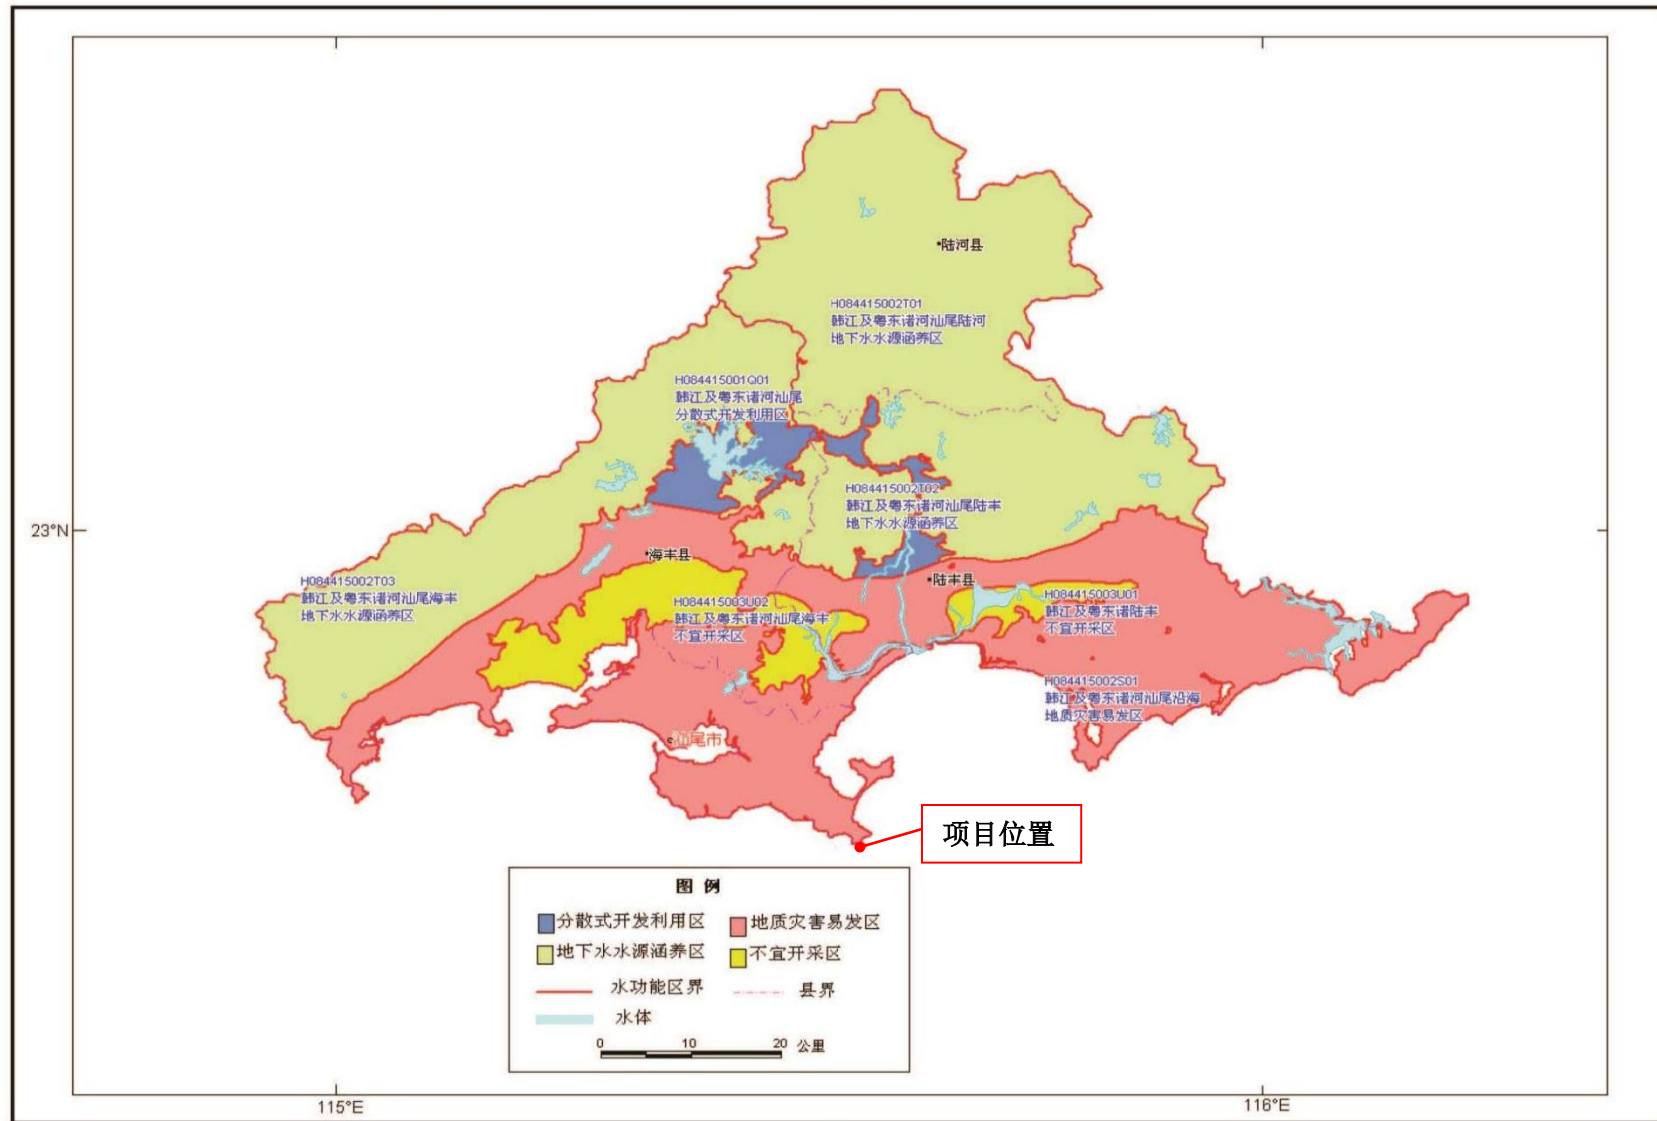 陆河县
H084415002T01
韩江及粤东诸河汕尾陆河
地下水水源涵养区
H084415001Q01
韩江及粤东诸河汕尾
分散式开发利用区
H084415002T02
韩江及粤东诸河汕尾陆丰
地下水水源涵养区
23°N
海丰县
陆丰县
H084415002T03
韩江及粤东诸河汕尾海丰
地下水水源涵养区
H084415003U02
韩江及粤东诸河汕尾海丰
不宜开采区
H084415003U01
韩江及粤东诸陆丰
不宜开采区
H084415002S01
韩江及粤东诸河汕尾沿海
地质灾害易发区
汕尾市
项目位置
图 例
分散式开发利用区 地质灾害易发区
地下水水源涵养区 不宜开采区
水功能区界 县界
水体
0 10 20 公里
115°E 116°E